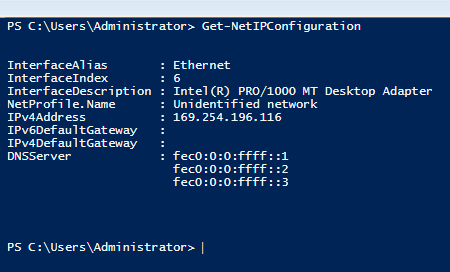 PS C:\Users\Administrator> Get-NetIPConfiguration
InterfaceAlias : Ethernet
InterfaceIndex : 6
InterfaceDescription : Intel(R) PRO/1000 MT Desktop Adapter
NetProfile.Name : Unidentified network
IPv4Address : 169.254.196.116
IPv6DefaultGateway :
IPv4DefaultGateway :
DNSServer : fec0:0:0:ffff::1
fec0:0:0:ffff::2
fec0:0:0:ffff::3
PS C:\Users\Administrator>